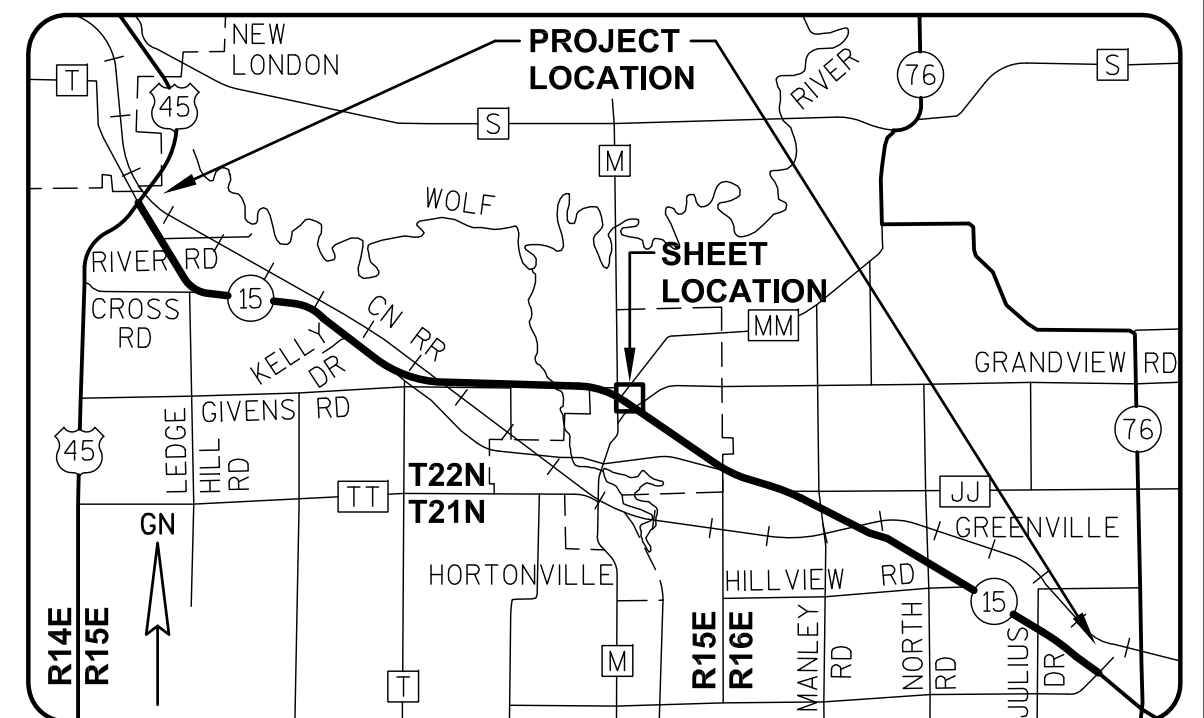 NEW
LONDON
PROJECT
LOCATION
RIVER
76
S
T
45
S
M
WOLF
SHEET
LOCATION
RIVER RD
15
CROSS
RD
CN RR
MM
KELLY
DR
GRANDVIEW RD
GIVENS RD
LEDGE
HILL
RD
45
76
T22N
T21N
TT
JJ
GN
GREENVILLE
HORTONVILLE
HILLVIEW RD
15
R14E
R15E
R15E
R16E
MANLEY
RD
NORTH
RD
JULIUS
DR
M
T